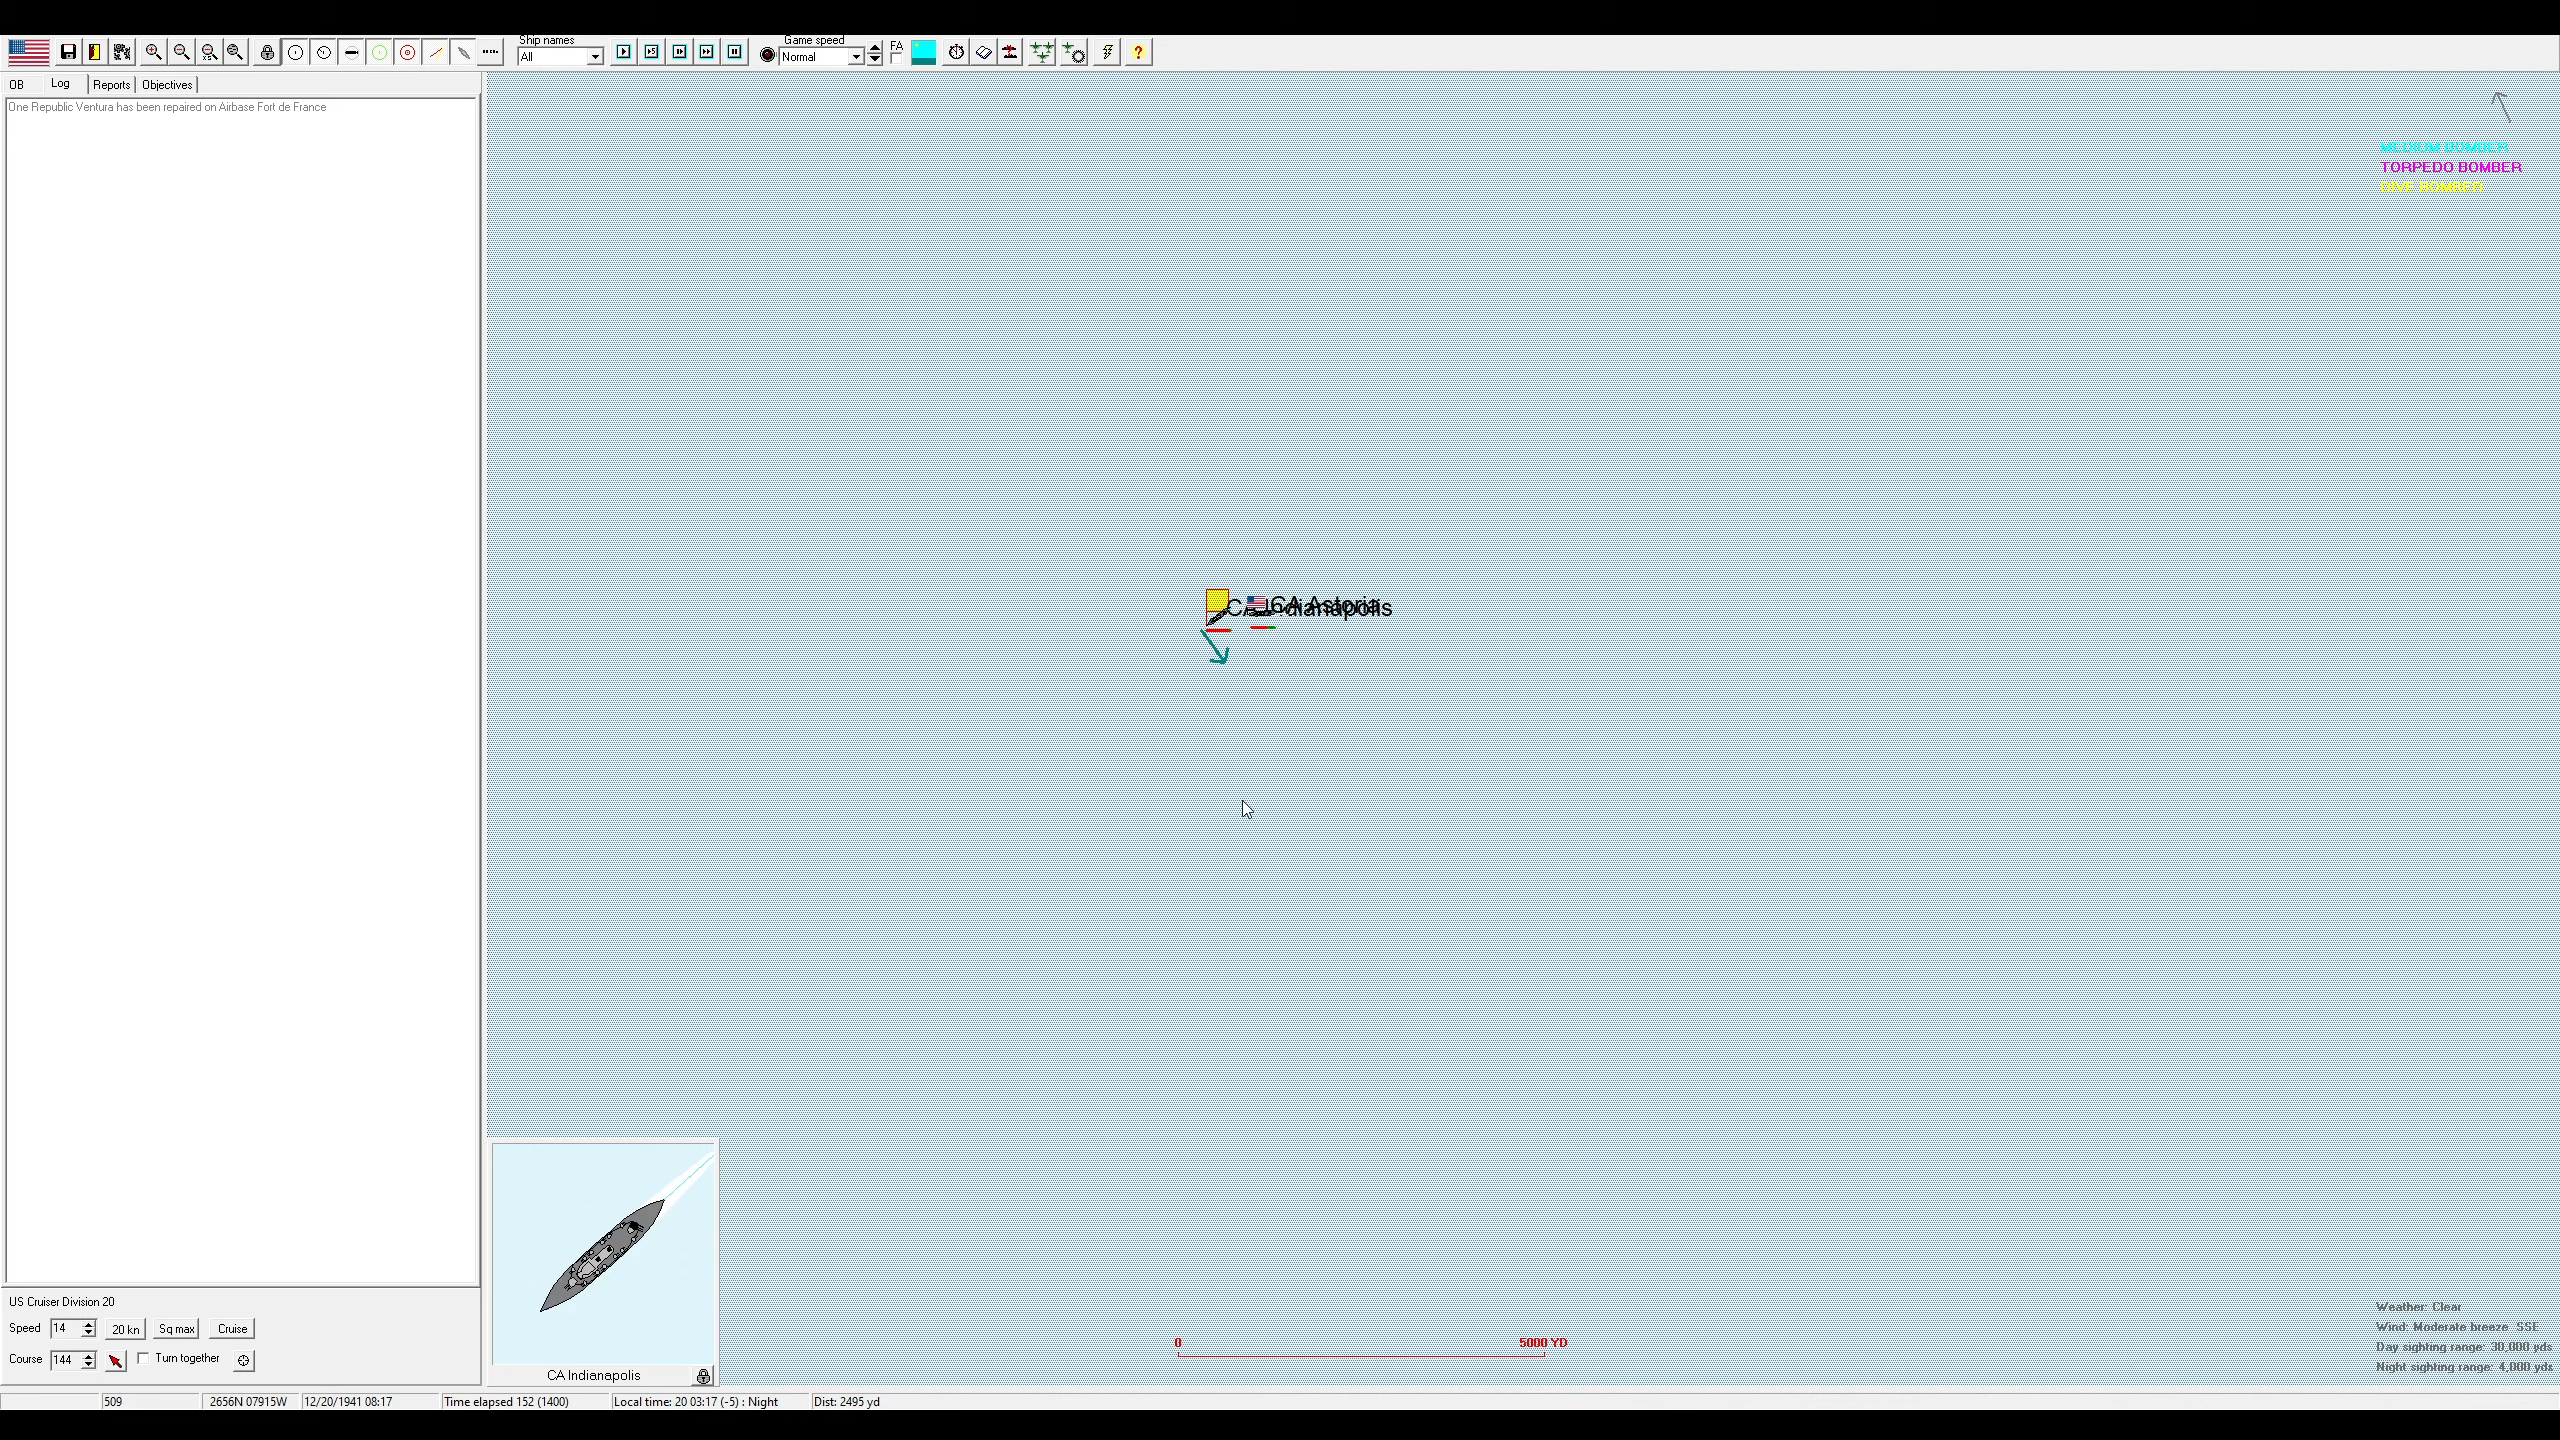 Ship names
All
Game speed
Normal
FA
OB Log Reports Objectives
One Republic Ventura has been repaired on Airbase Fort de France
MEDIUM BOMBER
TORPEDO BOMBER
DIVE BOMBER
CA Indianapolis
CA Astoria
0 5000 YD
Weather: Clear
Wind: Moderate breeze SSE
Day sighting range: 30,000 yds
Night sighting range: 4,000 yds
CA Indianapolis
US Cruiser Division 20
Speed 14 20 kn Sq max Cruise
Course 144 Turn together
509 2656N 07915W 12/20/1941 08:17 Time elapsed 152 (1400) Local time: 20 03:17 (-5) : Night Dist: 2495 yd